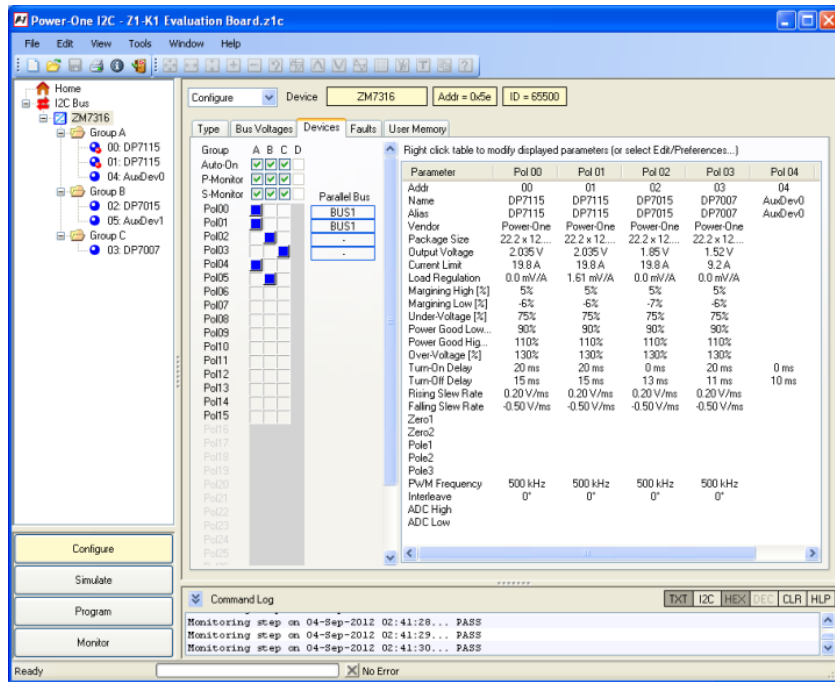 Power-One I2C - Z1-K1 Evaluation Board.z1c
File Edit View Tools Window Help
Home
I2C Bus
ZM7316
Group A
00: DP7115
01: DP7115
04: AuxDev0
Group B
02: DP7015
05: AuxDev1
Group C
03: DP7007
Configure
Simulate
Program
Monitor
Configure Device ZM7316 Addr = 0x5e ID = 65500
Type Bus Voltages Devices Faults User Memory
Group A B C D
Auto-On
P-Monitor
S-Monitor
Parallel Bus
Pol00 BUS1
Pol01 BUS1
Pol02 -
Pol03 -
Pol04
Pol05
Pol06
Pol07
Pol08
Pol09
Pol10
Pol11
Pol12
Pol13
Pol14
Pol15
Pol16
Pol17
Pol18
Pol19
Pol20
Pol21
Pol22
Pol23
Pol24
Pol25
Right click table to modify displayed parameters (or select Edit/Preferences...)
Parameter Pol 00 Pol 01 Pol 02 Pol 03 Pol 04
Addr 00 01 02 03 04
Name DP7115 DP7115 DP7015 DP7007 AuxDev0
Alias DP7115 DP7115 DP7015 DP7007 AuxDev0
Vendor Power-One Power-One Power-One Power-One
Package Size 22.2 x 12.... 22.2 x 12.... 22.2 x 12.... 22.2 x 12....
Output Voltage 2.035 V 2.035 V 1.85 V 1.52 V
Current Limit 19.8 A 19.8 A 19.8 A 9.2 A
Load Regulation 0.0 mV/A 1.61 mV/A 0.0 mV/A 0.0 mV/A
Margining High [%] 5% 5% 5% 5%
Margining Low [%] -6% -6% -7% -6%
Under-Voltage [%] 75% 75% 75% 75%
Power Good Low... 90% 90% 90% 90%
Power Good Hig... 110% 110% 110% 110%
Over-Voltage [%] 130% 130% 130% 130%
Turn-On Delay 20 ms 20 ms 0 ms 20 ms 0 ms
Turn-Off Delay 15 ms 15 ms 13 ms 11 ms 10 ms
Rising Slew Rate 0.20 V/ms 0.20 V/ms 0.20 V/ms 0.20 V/ms
Falling Slew Rate -0.50 V/ms -0.50 V/ms -0.50 V/ms -0.50 V/ms
Zero1
Zero2
Pole1
Pole2
Pole3
PWM Frequency 500 kHz 500 kHz 500 kHz 500 kHz
Interleave 0° 0° 0° 0°
ADC High
ADC Low
Command Log TXT I2C HEX DEC CLR HLP
Monitoring step on 04-Sep-2012 02:41:28... PASS
Monitoring step on 04-Sep-2012 02:41:29... PASS
Monitoring step on 04-Sep-2012 02:41:30... PASS
Ready No Error